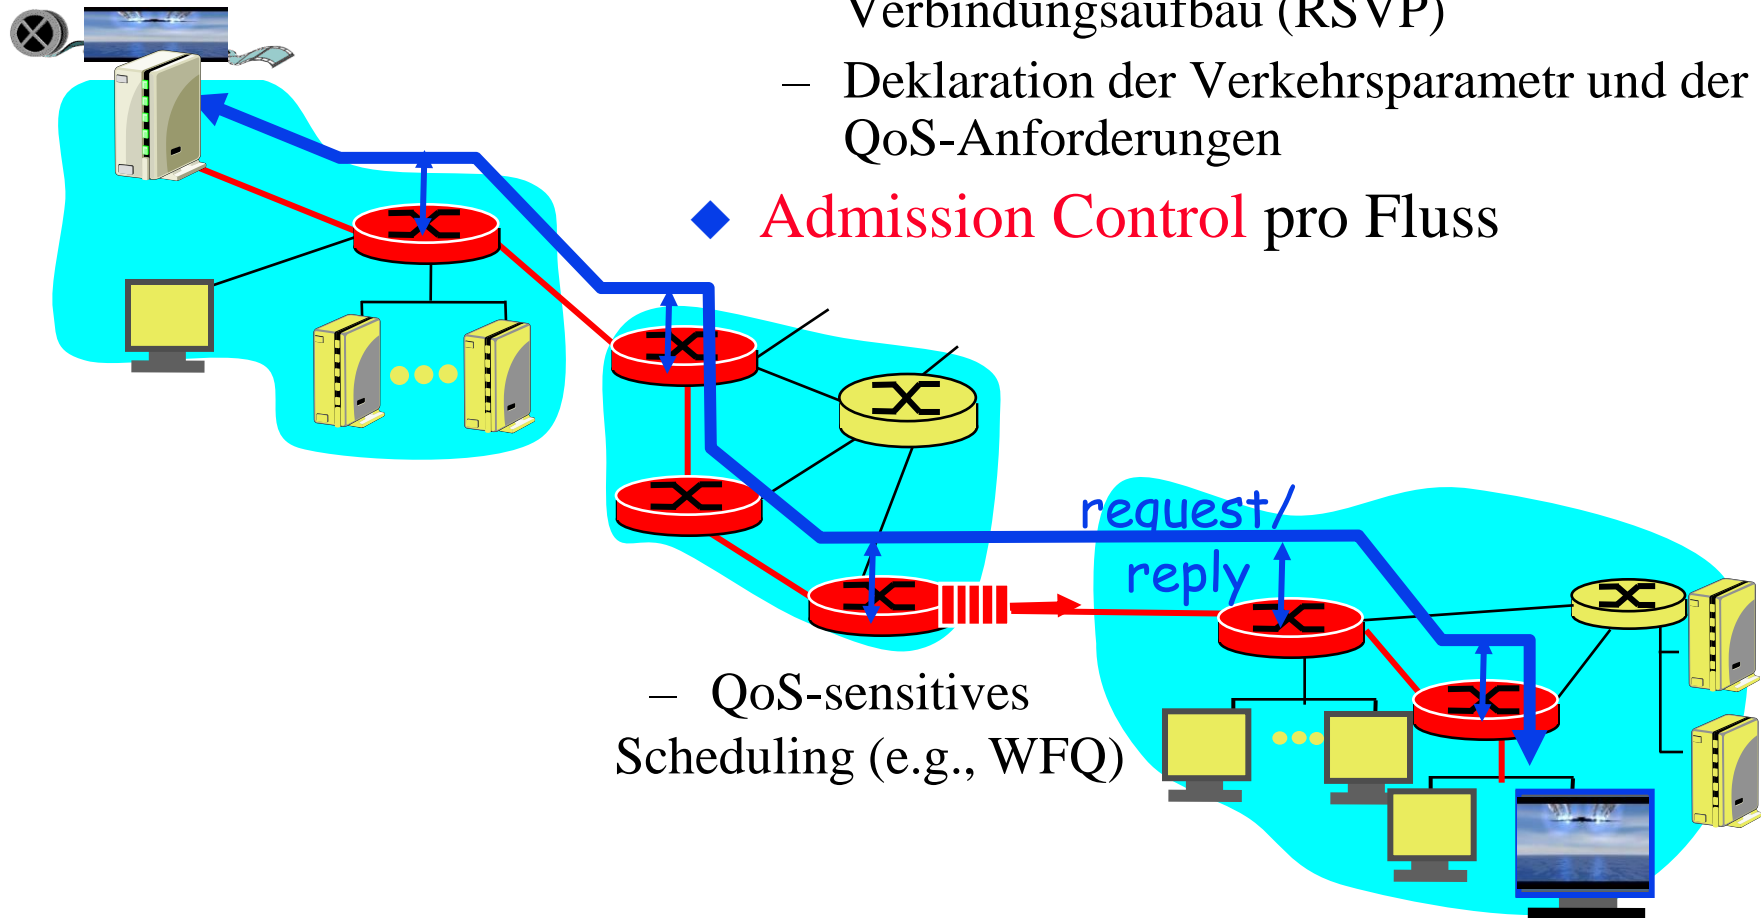 Verbindungsaufbau (RSVP)
– Deklaration der Verkehrsparametr und der
QoS-Anforderungen
◆ Admission Control pro Fluss
request/
reply
– QoS-sensitives
Scheduling (e.g., WFQ)